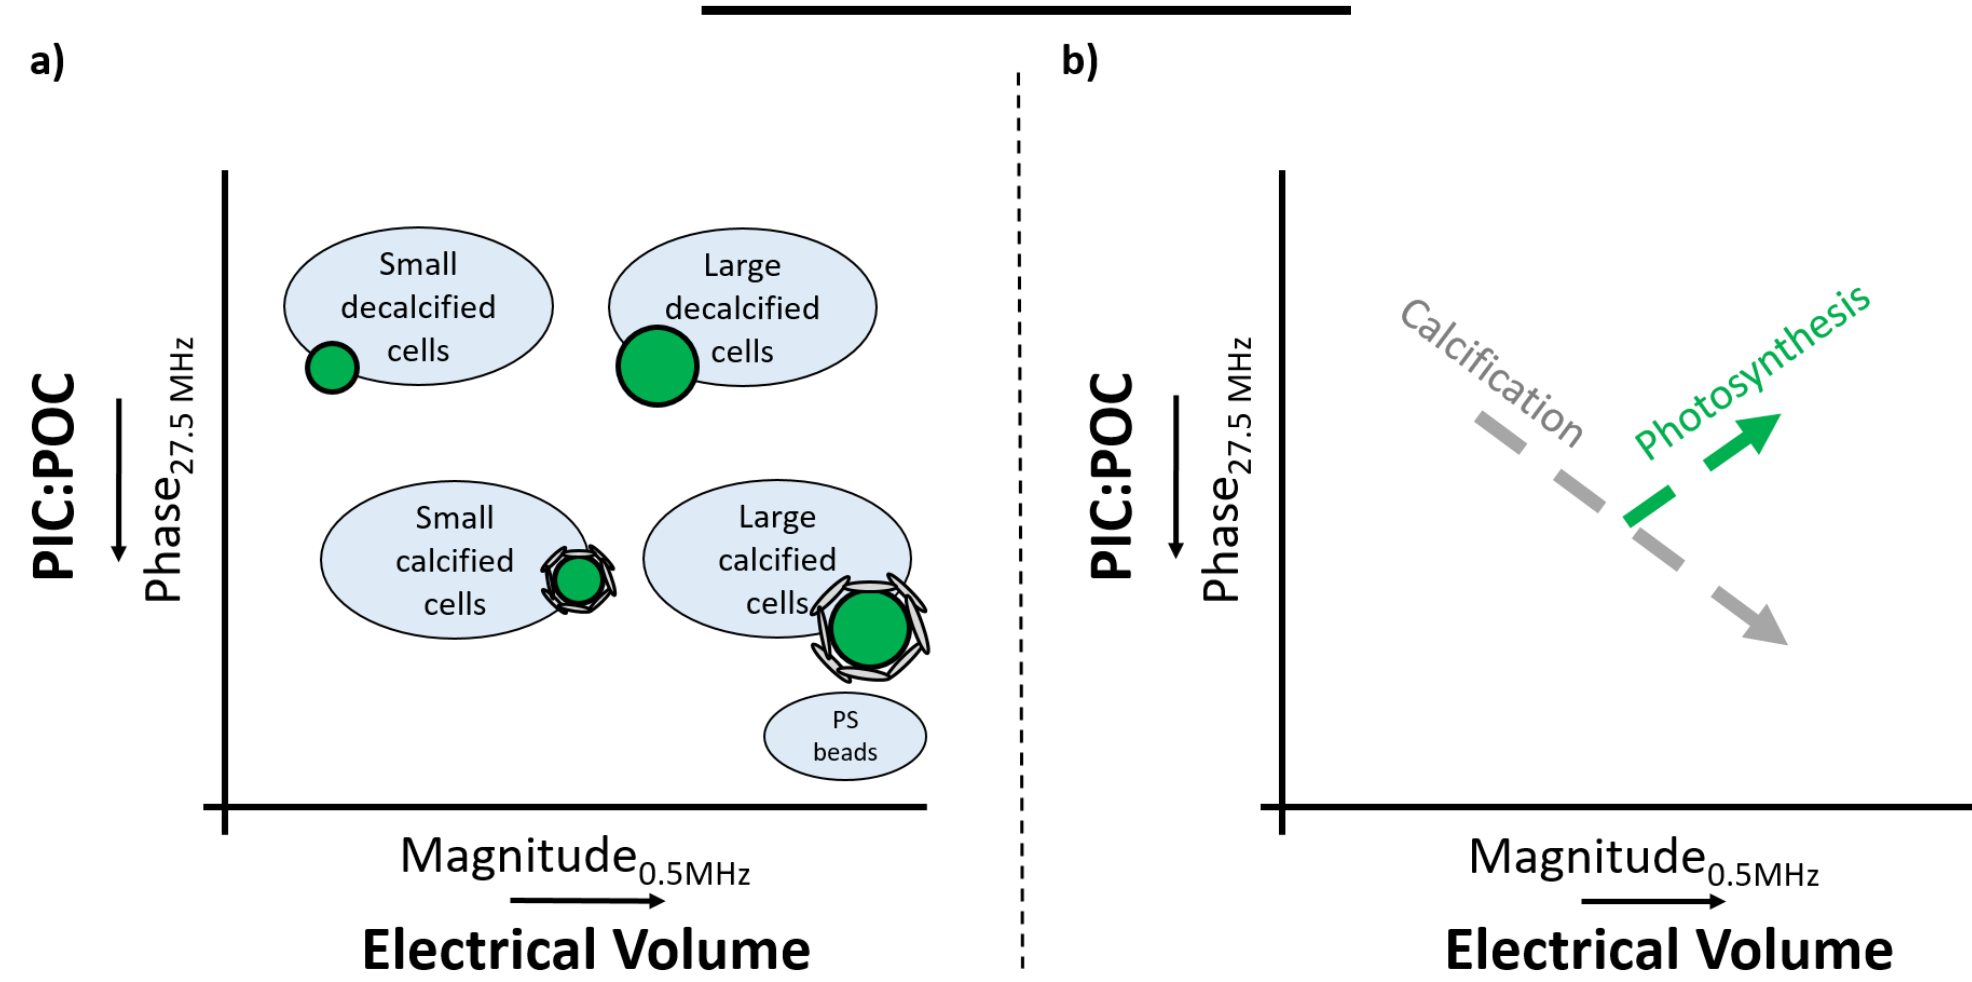 a)
PIC:POC
Phase27.5 MHz
Small
decalcified
cells
Large
decalcified
cells
Small
calcified
cells
Large
calcified
cells
PS
beads
Magnitude0.5MHz
Electrical Volume
b)
PIC:POC
Phase27.5 MHz
Calcification
Photosynthesis
Magnitude0.5MHz
Electrical Volume